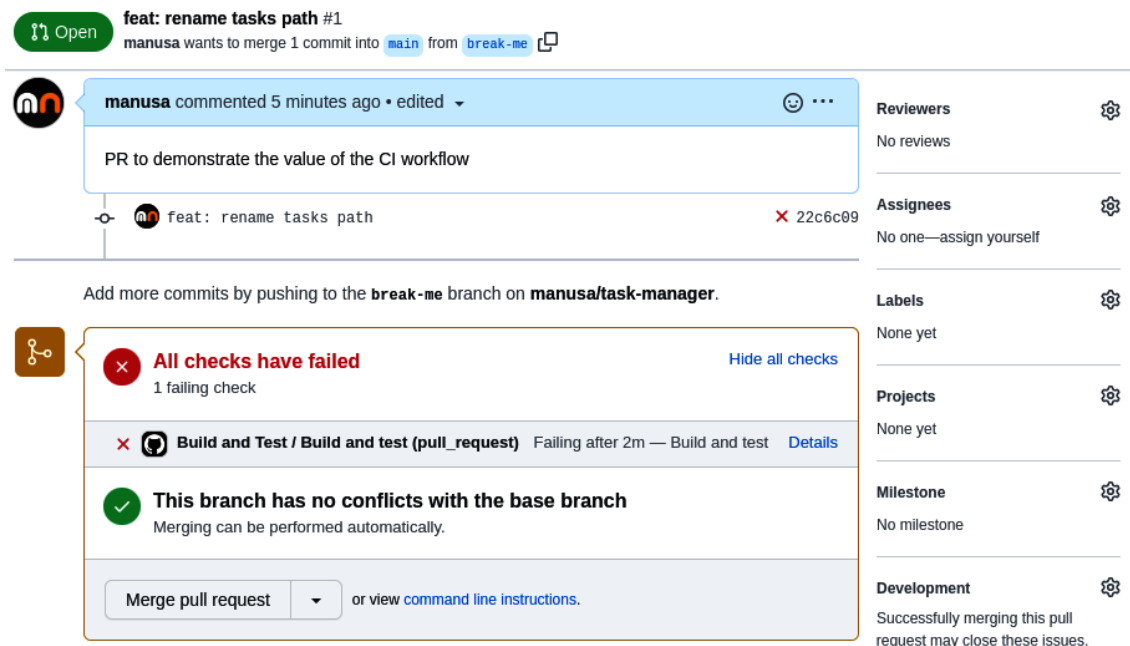 Open
feat: rename tasks path #1
manusa wants to merge 1 commit into main from break-me
manusa commented 5 minutes ago • edited
PR to demonstrate the value of the CI workflow
feat: rename tasks path
22c6c09
Add more commits by pushing to the break-me branch on manusa/task-manager.
All checks have failed
Hide all checks
1 failing check
Build and Test / Build and test (pull_request) Failing after 2m — Build and test Details
This branch has no conflicts with the base branch
Merging can be performed automatically.
Merge pull request
or view command line instructions.
Reviewers
No reviews
Assignees
No one—assign yourself
Labels
None yet
Projects
None yet
Milestone
No milestone
Development
Successfully merging this pull
request may close these issues.